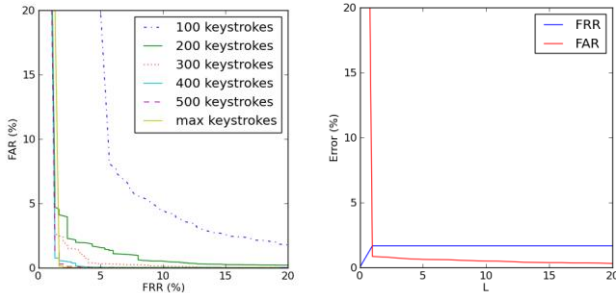 20
15
10
5
0
FAR (%)
0
5
10
15
20
FRR (%)
100 keystrokes
200 keystrokes
300 keystrokes
400 keystrokes
500 keystrokes
max keystrokes
20
15
10
5
0
Error (%)
0
5
10
15
20
L
FRR
FAR